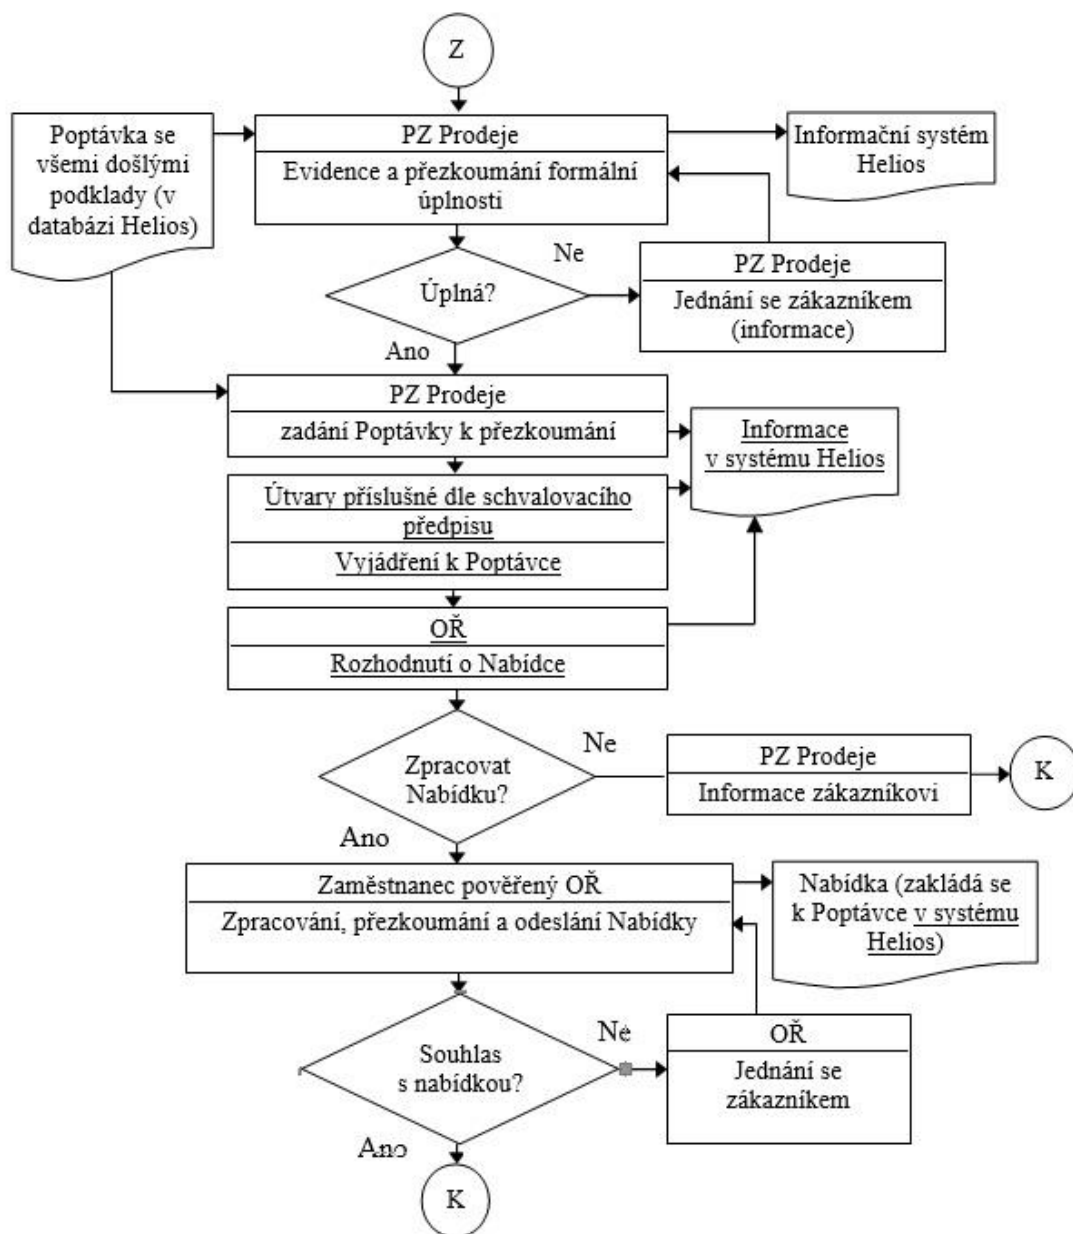 Z
Poptávka se
všemi došlými
podklady (v
databázi Helios)
PZ Prodeje
Evidence a přezkoumání formální
úplnosti
Informační systém
Helios
Úplná?
Ne
PZ Prodeje
Jednání se zákazníkem
(informace)
Ano
PZ Prodeje
zadání Poptávky k přezkoumání
Informace
v systému Helios
Útvary příslušné dle schvalovacího
předpisu
Vyjádření k Poptávce
OŘ
Rozhodnutí o Nabídce
Zpracovat
Nabídku?
Ne
PZ Prodeje
Informace zákazníkovi
K
Ano
Zaměstnanec pověřený OŘ
Zpracování, přezkoumání a odeslání Nabídky
Nabídka (zakládá se
k Poptávce v systému
Helios)
Souhlas
s nabídkou?
Ne
OŘ
Jednání se
zákazníkem
Ano
K